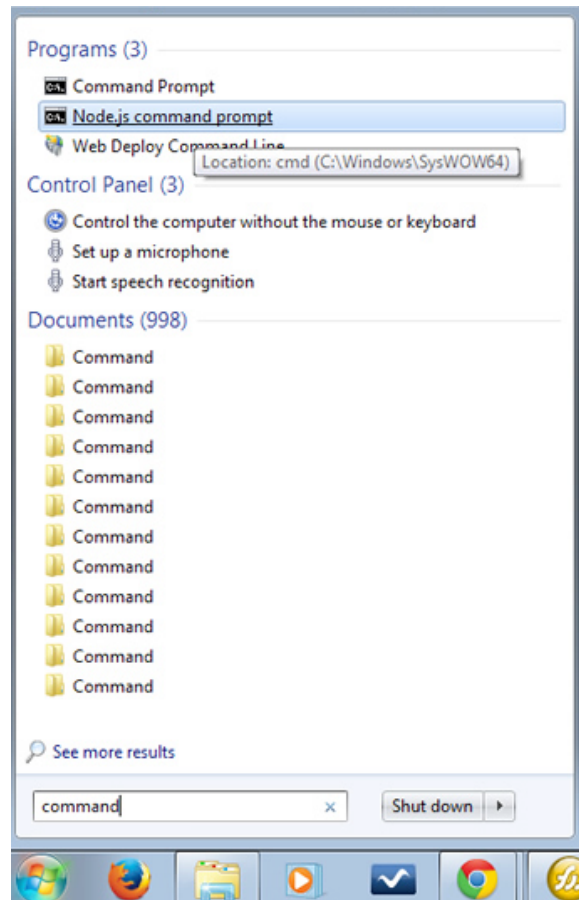 Programs (3)
Command Prompt
Node.js command prompt
Web Deploy Command Line
Location: cmd (C:\Windows\SysWOW64)
Control Panel (3)
Control the computer without the mouse or keyboard
Set up a microphone
Start speech recognition
Documents (998)
Command
Command
Command
Command
Command
Command
Command
Command
Command
Command
Command
Command
See more results
command
Shut down